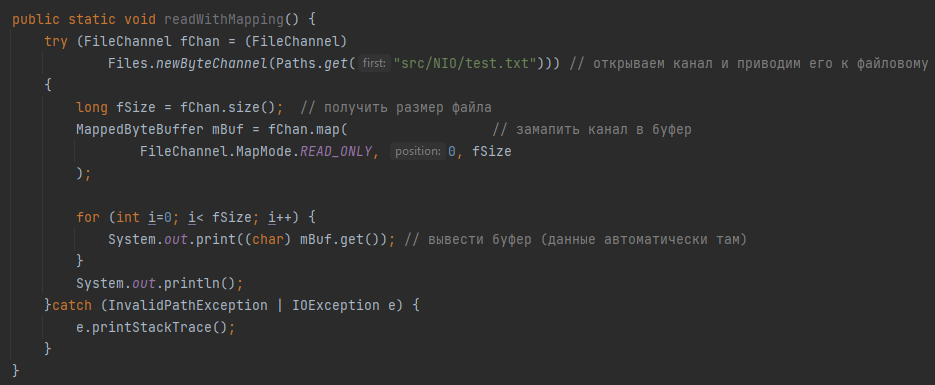 public static void readWithMapping() {
try (FileChannel fChan = (FileChannel)
Files.newByteChannel(Paths.get( first: "src/NIO/test.txt"))) // открываем канал и приводим его к файловому
{
long fSize = fChan.size(); // получить размер файла
MappedByteBuffer mBuf = fChan.map( // замапить канал в буфер
FileChannel.MapMode.READ_ONLY, position: 0, fSize
);
for (int i=0; i< fSize; i++) {
System.out.print((char) mBuf.get()); // вывести буфер (данные автоматически там)
}
System.out.println();
}catch (InvalidPathException | IOException e) {
e.printStackTrace();
}
}